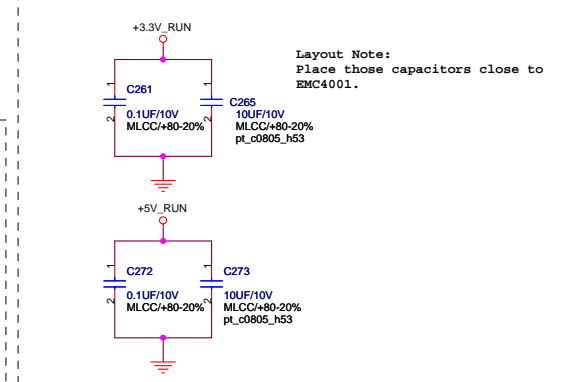 +3.3V_RUN
Layout Note:
Place those capacitors close to
EMC4001.
1
C261
2
0.1UF/10V
MLCC/+80-20%
1
C265
2
10UF/10V
MLCC/+80-20%
pt_c0805_h53
+5V_RUN
1
C272
2
0.1UF/10V
MLCC/+80-20%
1
C273
2
10UF/10V
MLCC/+80-20%
pt_c0805_h53